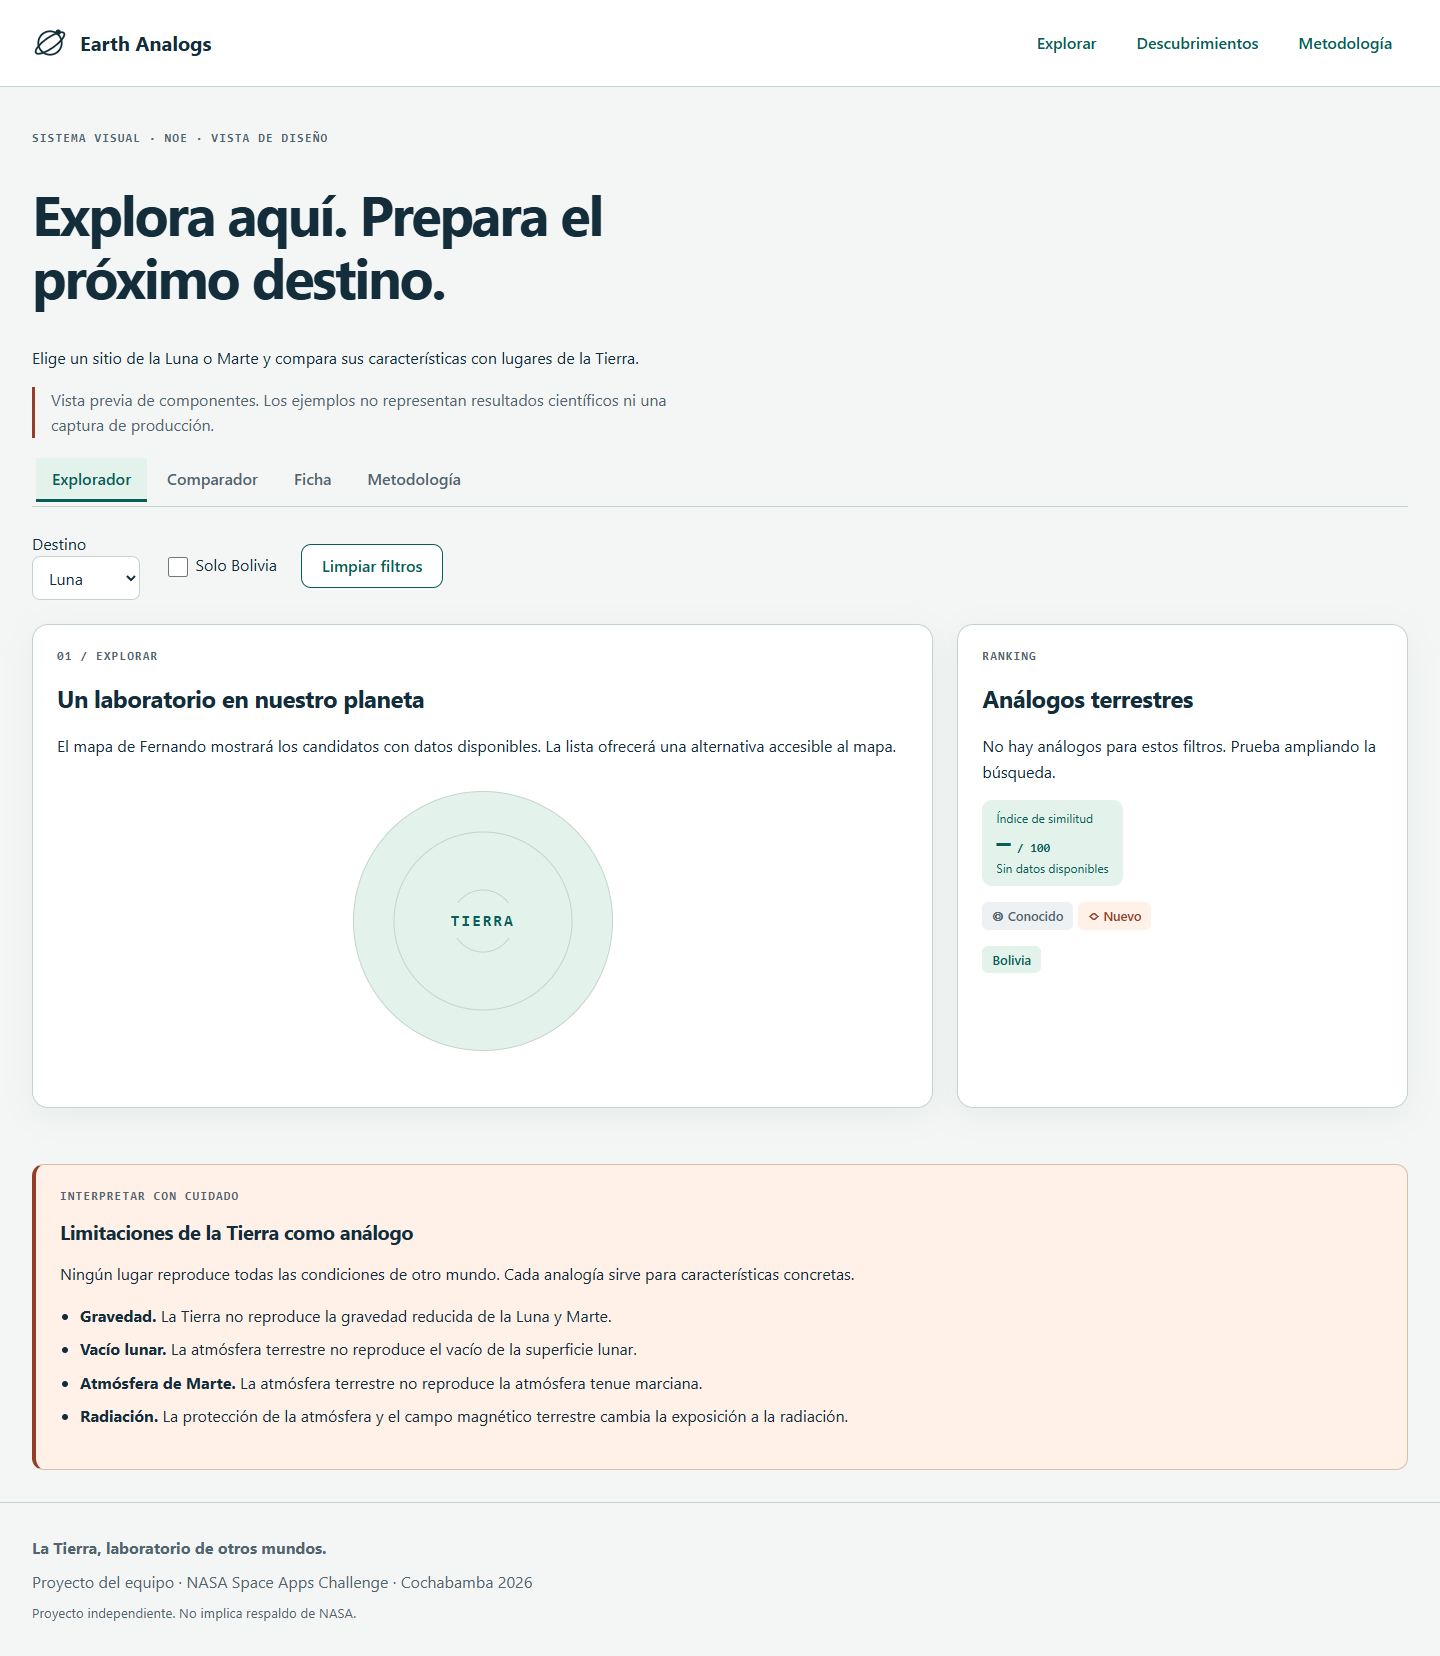 Earth Analogs
Explorar
Descubrimientos
Metodología
SISTEMA VISUAL · NOE · VISTA DE DISEÑO
Explora aquí. Prepara el
próximo destino.
Elige un sitio de la Luna o Marte y compara sus características con lugares de la Tierra.
Vista previa de componentes. Los ejemplos no representan resultados científicos ni una
captura de producción.
Explorador
Comparador
Ficha
Metodología
Destino
Luna
Solo Bolivia
Limpiar filtros
01 / EXPLORAR
Un laboratorio en nuestro planeta
El mapa de Fernando mostrará los candidatos con datos disponibles. La lista ofrecerá una alternativa accesible al mapa.
TIERRA
RANKING
Análogos terrestres
No hay análogos para estos filtros. Prueba ampliando la
búsqueda.
Índice de similitud
— / 100
Sin datos disponibles
Conocido
Nuevo
Bolivia
INTERPRETAR CON CUIDADO
Limitaciones de la Tierra como análogo
Ningún lugar reproduce todas las condiciones de otro mundo. Cada analogía sirve para características concretas.
Gravedad. La Tierra no reproduce la gravedad reducida de la Luna y Marte.
Vacío lunar. La atmósfera terrestre no reproduce el vacío de la superficie lunar.
Atmósfera de Marte. La atmósfera terrestre no reproduce la atmósfera tenue marciana.
Radiación. La protección de la atmósfera y el campo magnético terrestre cambia la exposición a la radiación.
La Tierra, laboratorio de otros mundos.
Proyecto del equipo · NASA Space Apps Challenge · Cochabamba 2026
Proyecto independiente. No implica respaldo de NASA.